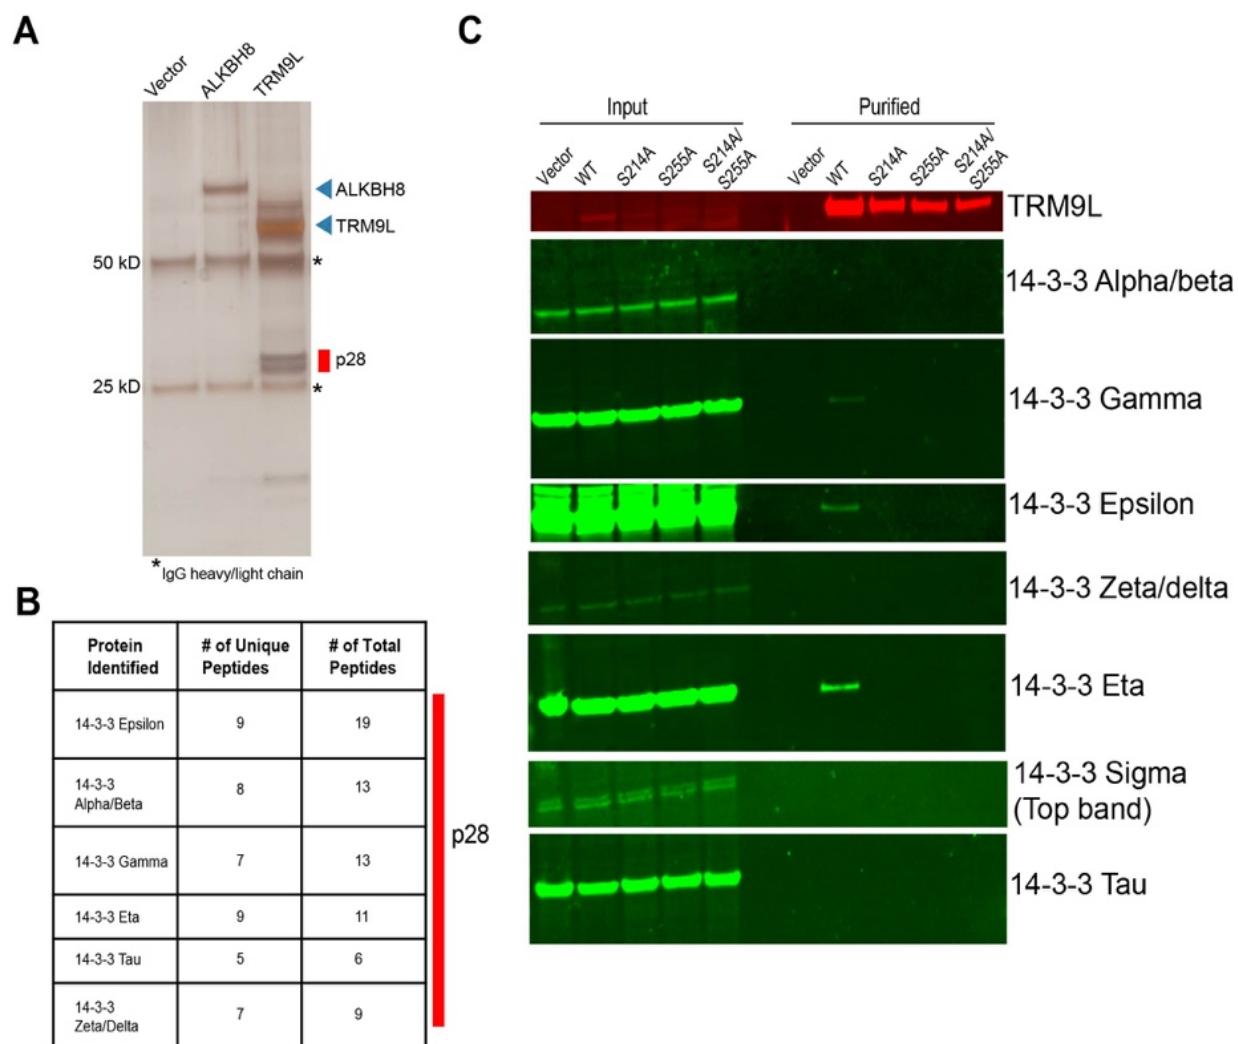 A
Vector
ALKBH8
TRM9L
ALKBH8
TRM9L
50 kD
*
p28
25 kD
*
*IgG heavy/light chain
B
Protein Identified
# of Unique Peptides
# of Total Peptides
14-3-3 Epsilon
9
19
14-3-3
Alpha/Beta
8
13
14-3-3 Gamma
7
13
14-3-3 Eta
9
11
14-3-3 Tau
5
6
14-3-3
Zeta/Delta
7
9
p28
C
Input
Purified
Vector
WT
S214A
S255A
S214A/
S255A
Vector
WT
S214A
S255A
S214A/
S255A
TRM9L
14-3-3 Alpha/beta
14-3-3 Gamma
14-3-3 Epsilon
14-3-3 Zeta/delta
14-3-3 Eta
14-3-3 Sigma
(Top band)
14-3-3 Tau